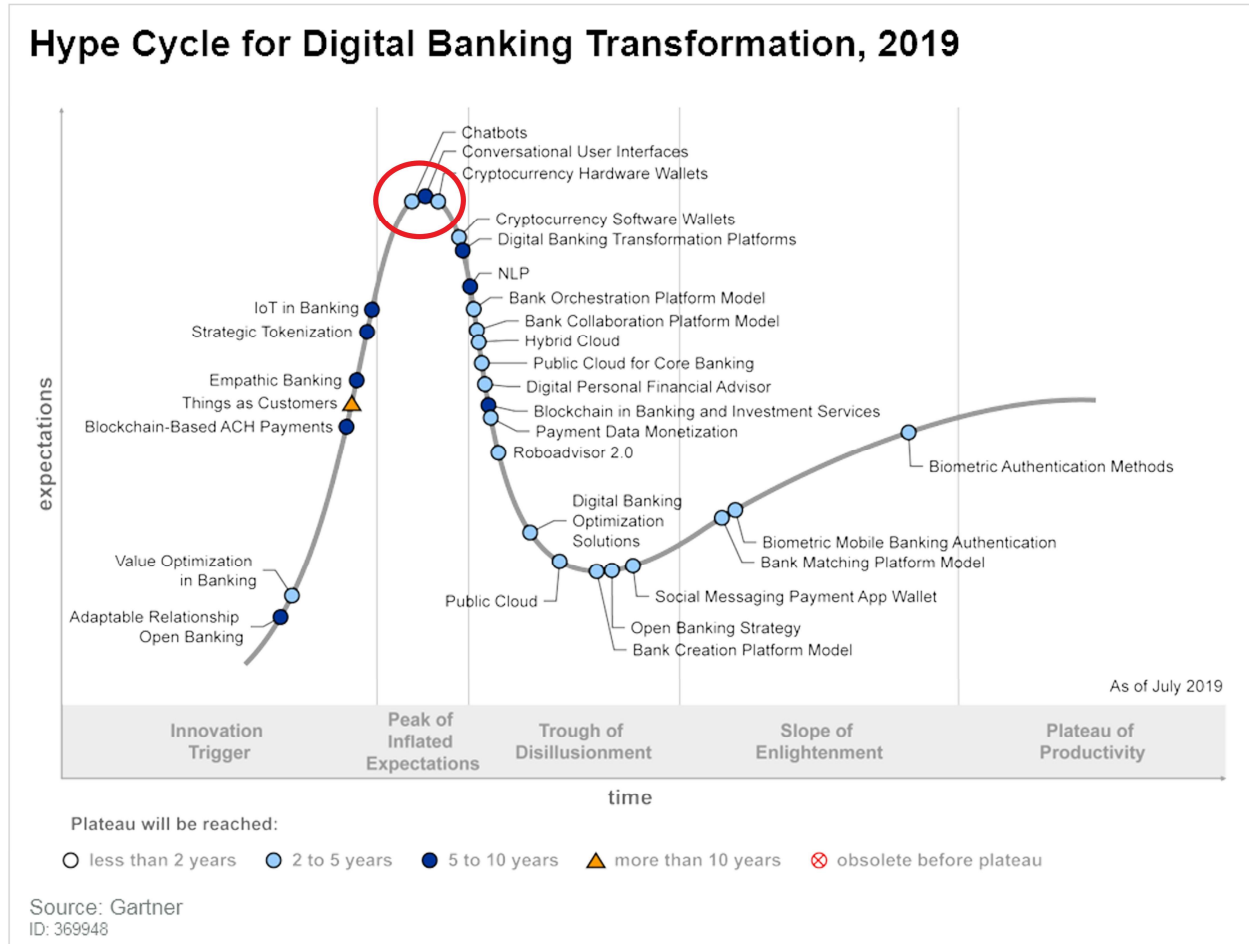 Hype Cycle for Digital Banking Transformation, 2019
Chatbots
Conversational User Interfaces
Cryptocurrency Hardware Wallets
Cryptocurrency Software Wallets
Digital Banking Transformation Platforms
NLP
Bank Orchestration Platform Model
Bank Collaboration Platform Model
Hybrid Cloud
Public Cloud for Core Banking
Digital Personal Financial Advisor
Blockchain in Banking and Investment Services
Payment Data Monetization
Roboadvisor 2.0
IoT in Banking
Strategic Tokenization
Empathic Banking
Things as Customers
Blockchain-Based ACH Payments
Value Optimization
in Banking
Adaptable Relationship
Open Banking
Digital Banking
Optimization
Solutions
Public Cloud
Social Messaging Payment App Wallet
Open Banking Strategy
Bank Creation Platform Model
Biometric Mobile Banking Authentication
Bank Matching Platform Model
Biometric Authentication Methods
expectations
As of July 2019
Innovation
Trigger
Peak of
Inflated
Expectations
Trough of
Disillusionment
Slope of
Enlightenment
Plateau of
Productivity
time
Plateau will be reached:
less than 2 years
2 to 5 years
5 to 10 years
more than 10 years
obsolete before plateau
Source: Gartner
ID: 369948